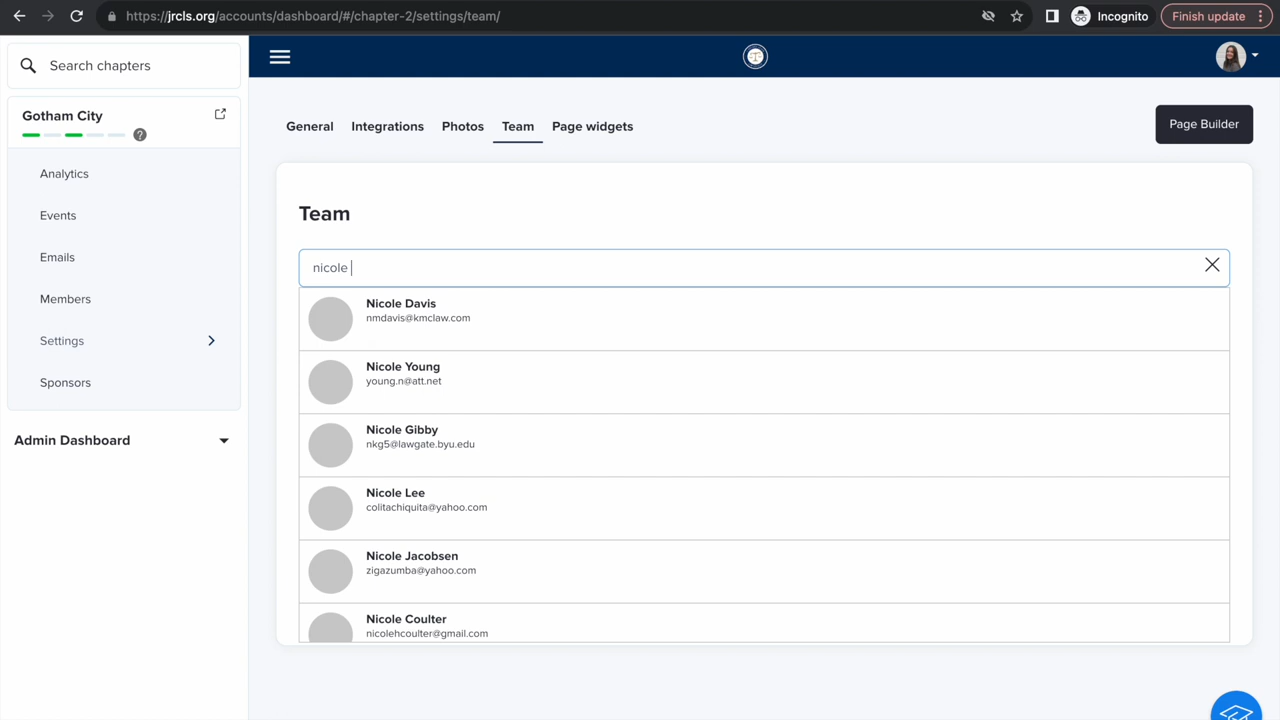 https://jrcls.org/accounts/dashboard/#/chapter-2/settings/team/
Incognito
Finish update
Search chapters
Gotham City
?
Analytics
Events
Emails
Members
Settings
Sponsors
Admin Dashboard
General
Integrations
Photos
Team
Page widgets
Page Builder
Team
nicole
Nicole Davis
nmdavis@kmclaw.com
Nicole Young
young.n@att.net
Nicole Gibby
nkg5@lawgate.byu.edu
Nicole Lee
colitachiquita@yahoo.com
Nicole Jacobsen
zigazumba@yahoo.com
Nicole Coulter
nicolehcoulter@gmail.com